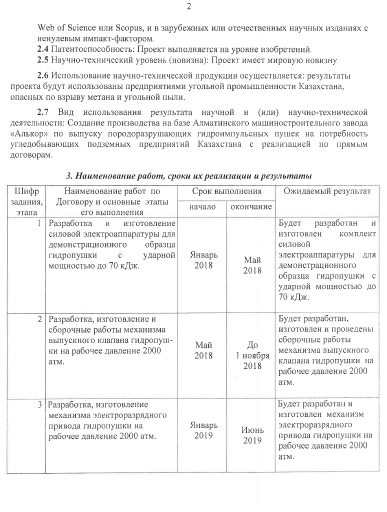 2
Web of Science или Scopus, и в зарубежных или отечественных научных изданиях с
ненулевым импакт-фактором.
2.4 Патентоспособность: Проект выполняется на уровне изобретений.
2.5 Научно-технический уровень (новизна): Проект имеет мировую новизну.
2.6 Использование научно-технической продукции осуществляется: результаты
проекта будут использованы предприятиями угольной промышленности Казахстана,
опасных по взрыву метана и угольной пыли.
2.7 Вид использования результата научной и (или) научно-технической
деятельности: Создание производства на базе Алматинского машиностроительного завода
«Алькор» по выпуску породоразрушающих гидроимпульсных пушек на потребность
угледобывающих подземных предприятий Казахстана с реализацией по прямым
договорам.
3. Наименование работ, сроки их реализации и результаты
Шифр
задания,
этапа
Наименование работ по
Договору и основные этапы
его выполнения
Срок выполнения
начало
окончание
Ожидаемый результат
1
Разработка и изготовление
силовой электроаппаратуры для
демонстрационного образца
гидропушки с ударной
мощностью до 70 кДж.
Январь
2018
Май
2018
Будет разработан и
изготовлен комплект
силовой
электроаппаратуры для
демонстрационного
образца гидропушки с
ударной мощностью до
70 кДж.
2
Разработка, изготовление и
сборочные работы механизма
выпускного клапана гидропуш-
ки на рабочее давление 2000
атм.
Май
2018
До
1 ноября
2018
Будет разработан,
изготовлен и проведены
сборочные работы
механизма выпускного
клапана гидропушки на
рабочее давление 2000
атм.
3
Разработка, изготовление
механизма электроразрядного
привода гидропушки на
рабочее давление 2000 атм.
Январь
2019
Июнь
2019
Будет разработан и
изготовлен механизм
электроразрядного
привода гидропушки на
рабочее давление 2000
атм.